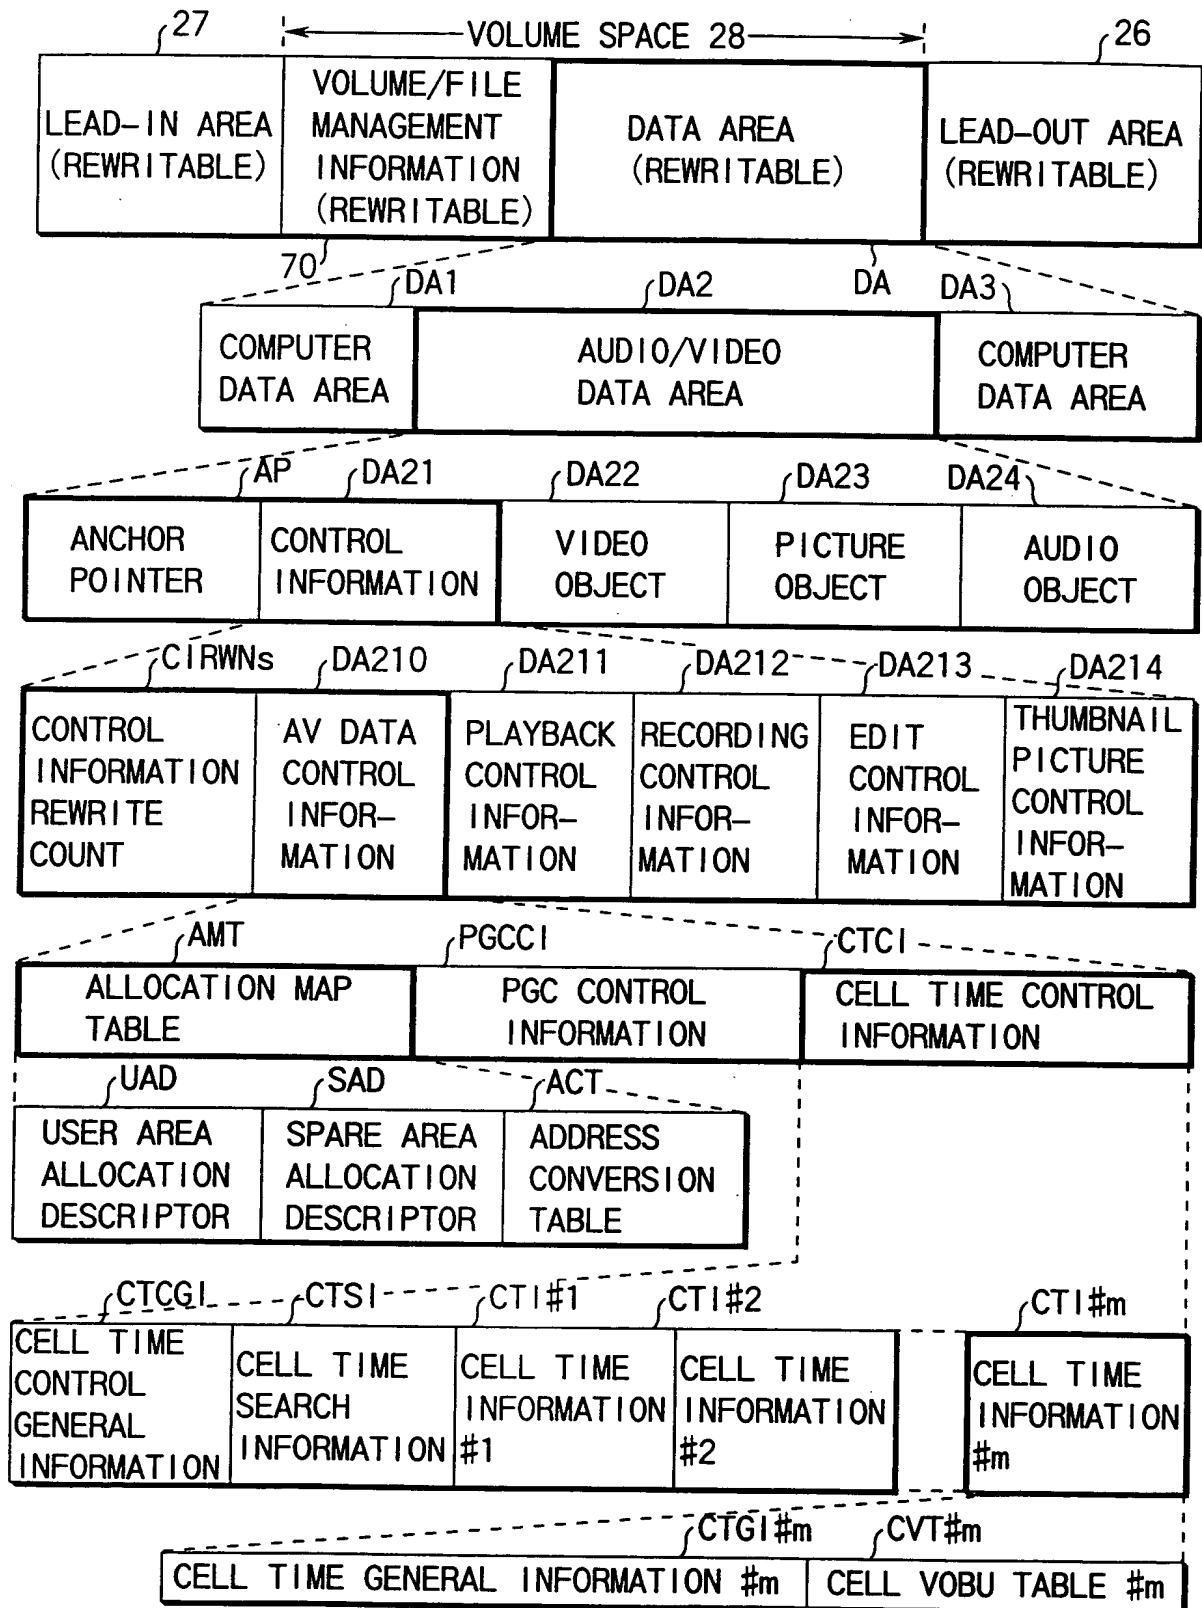 27
VOLUME SPACE 28
26
LEAD-IN AREA
(REWRITABLE)
VOLUME/FILE
MANAGEMENT
INFORMATION
(REWRITABLE)
DATA AREA
(REWRITABLE)
LEAD-OUT AREA
(REWRITABLE)
70
DA
DA1
DA2
DA3
COMPUTER
DATA AREA
AUDIO/VIDEO
DATA AREA
COMPUTER
DATA AREA
AP
DA21
DA22
DA23
DA24
ANCHOR
POINTER
CONTROL
INFORMATION
VIDEO
OBJECT
PICTURE
OBJECT
AUDIO
OBJECT
CIRWNs
DA210
DA211
DA212
DA213
DA214
CONTROL
INFORMATION
REWRITE
COUNT
AV DATA
CONTROL
INFOR-
MATION
PLAYBACK
CONTROL
INFOR-
MATION
RECORDING
CONTROL
INFOR-
MATION
EDIT
CONTROL
INFOR-
MATION
THUMBNAIL
PICTURE
CONTROL
INFOR-
MATION
AMT
PGCCI
CTCI
ALLOCATION MAP
TABLE
PGC CONTROL
INFORMATION
CELL TIME CONTROL
INFORMATION
UAD
SAD
ACT
USER AREA
ALLOCATION
DESCRIPTOR
SPARE AREA
ALLOCATION
DESCRIPTOR
ADDRESS
CONVERSION
TABLE
CTCGI
CTSI
CTI#1
CTI#2
CTI#m
CELL TIME
CONTROL
GENERAL
INFORMATION
CELL TIME
SEARCH
INFORMATION
CELL TIME
INFORMATION
#1
CELL TIME
INFORMATION
#2
CELL TIME
INFORMATION
#m
CTGI#m
CVT#m
CELL TIME GENERAL INFORMATION #m
CELL VOBU TABLE #m